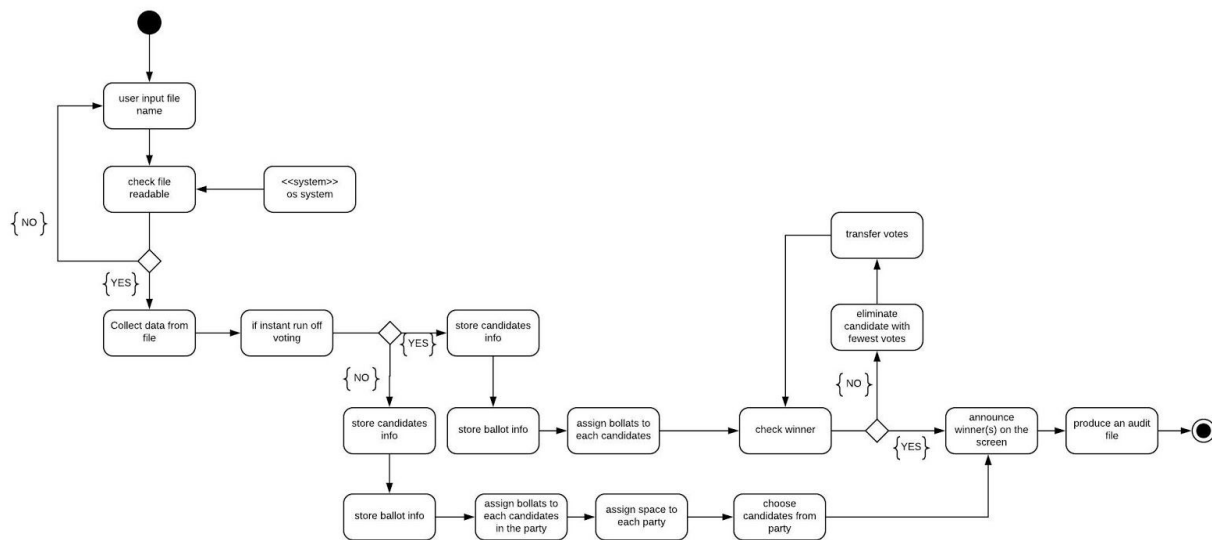 user input file
name
check file
readable
<<system>>
os system
{NO}
{YES}
Collect data from
file
if instant run off
voting
{YES}
{NO}
store candidates
info
store ballot info
assign bollats to
each candidates
check winner
{NO}
eliminate
candidate with
fewest votes
transfer votes
{YES}
announce
winner(s) on the
screen
produce an audit
file
store candidates
info
store ballot info
assign bollats to
each candidates
in the party
assign space to
each party
choose
candidates from
party